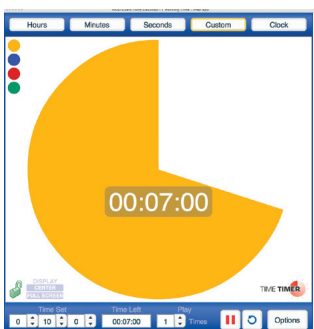 Hours Minutes Seconds Custom Clock
00:07:00
DISPLAY
CENTER
FULL SCREEN
TIME TIMER
Time Set Time Left Play
0 10 0 00:07:00 1 Times Options